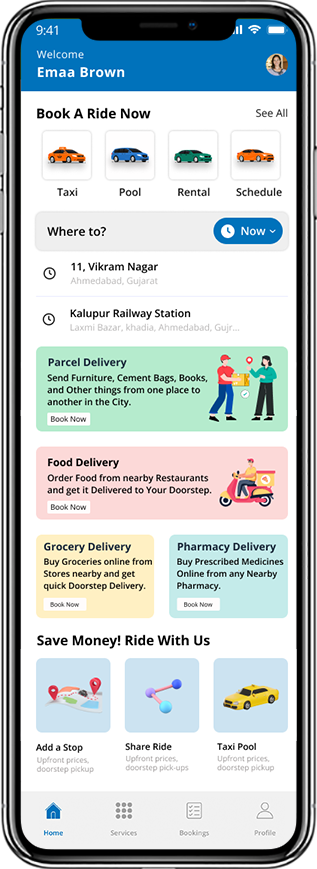 9:41
Welcome
Emaa Brown
Book A Ride Now
See All
Taxi
Pool
Rental
Schedule
Where to?
Now
11, Vikram Nagar
Ahmedabad, Gujarat
Kalupur Railway Station
Laxmi Bazar, khadia, Ahmedabad, Gujr...
Parcel Delivery
Send Furniture, Cement Bags, Books,
and Other things from one place to
another in the City.
Book Now
Food Delivery
Order Food from nearby Restaurants
and get it Delivered to Your Doorstep.
Book Now
Grocery Delivery
Buy Groceries online from
Stores nearby and get
quick Doorstep Delivery.
Book Now
Pharmacy Delivery
Buy Prescribed Medicines
Online from any Nearby
Pharmacy.
Book Now
Save Money! Ride With Us
Add a Stop
Upfront prices,
doorstep pickup
Share Ride
Upfront prices,
doorstep pick-ups
Taxi Pool
Upfront prices,
doorstep pickup
Home
Services
Bookings
Profile